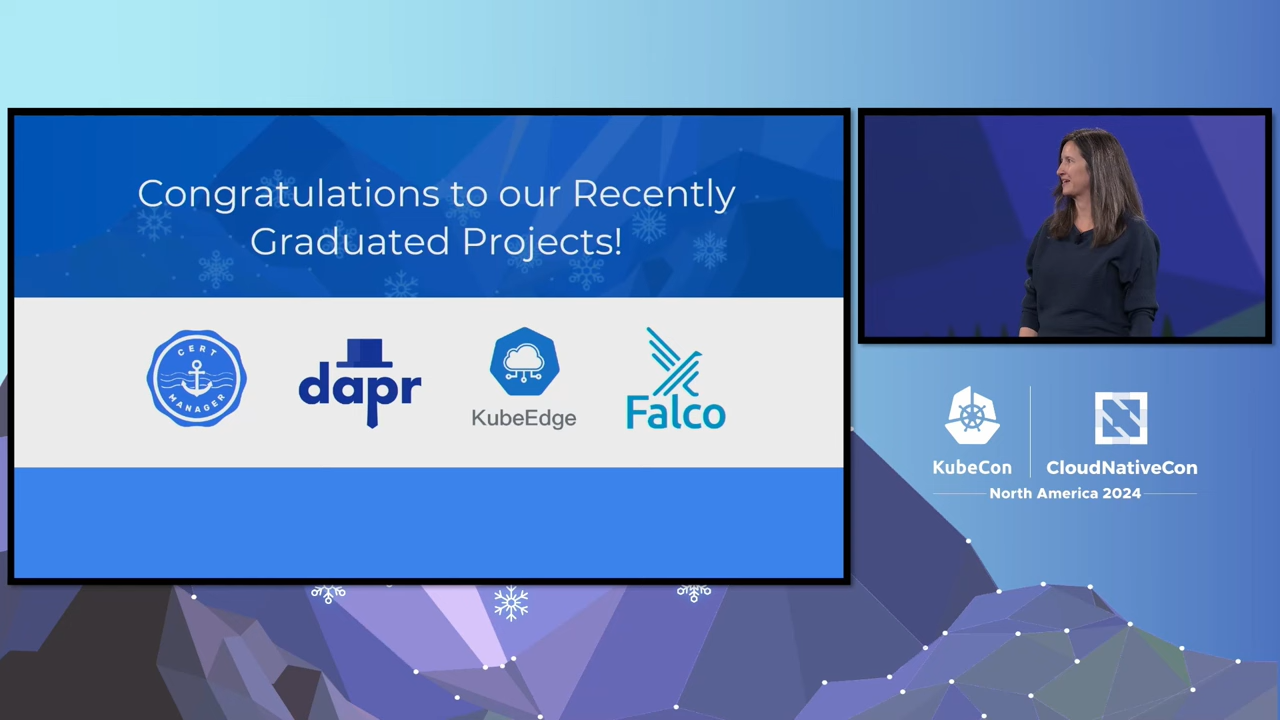 Congratulations to our Recently
Graduated Projects!
CERT
MANAGER
dapr
KubeEdge
Falco
KubeCon
CloudNativeCon
North America 2024